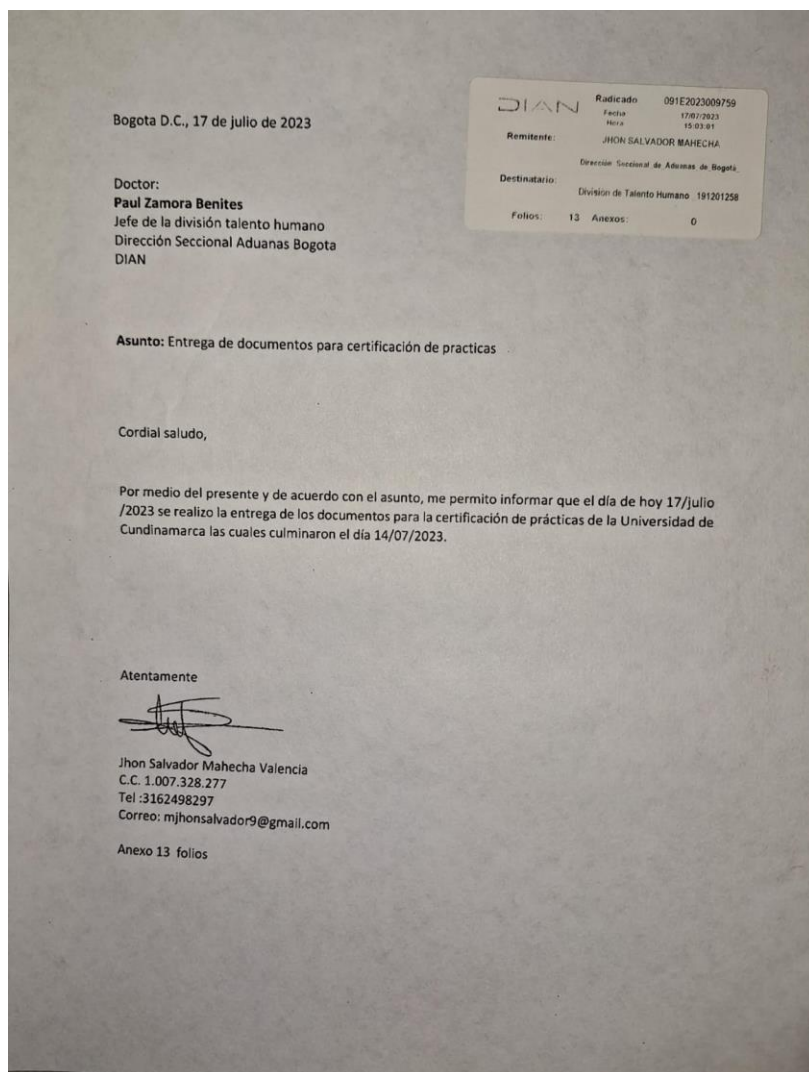 Bogota D.C., 17 de julio de 2023
DIAN
Radicado 091E2023009759
Fecha 17/07/2023
Hora 15:03:01
Remitente: JHON SALVADOR MAHECHA
Dirección Seccional de Aduanas de Bogotá
Destinatario:
División de Talento Humano 191201258
Folios: 13 Anexos: 0
Doctor:
Paul Zamora Benites
Jefe de la división talento humano
Dirección Seccional Aduanas Bogota
DIAN
Asunto: Entrega de documentos para certificación de practicas
Cordial saludo,
Por medio del presente y de acuerdo con el asunto, me permito informar que el día de hoy 17/julio
/2023 se realizo la entrega de los documentos para la certificación de prácticas de la Universidad de
Cundinamarca las cuales culminaron el día 14/07/2023.
Atentamente
Jhon Salvador Mahecha Valencia
C.C. 1.007.328.277
Tel :3162498297
Correo: mjhonsalvador9@gmail.com
Anexo 13 folios